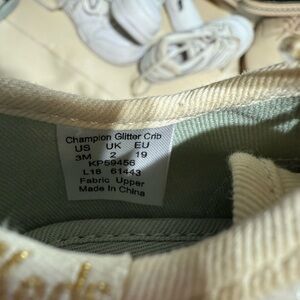 Champion Glitter Crib
US UK EU
3M 2 19
KP59456
L18 61443
Fabric Upper
Made In China